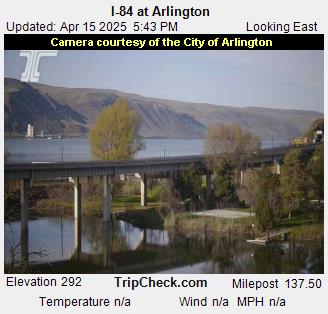 I-84 at Arlington
Updated: Apr 15 2025 5:43 PM Looking East
Camera courtesy of the City of Arlington
Elevation 292 TripCheck.com Milepost 137.50
Temperature n/a Wind n/a MPH n/a